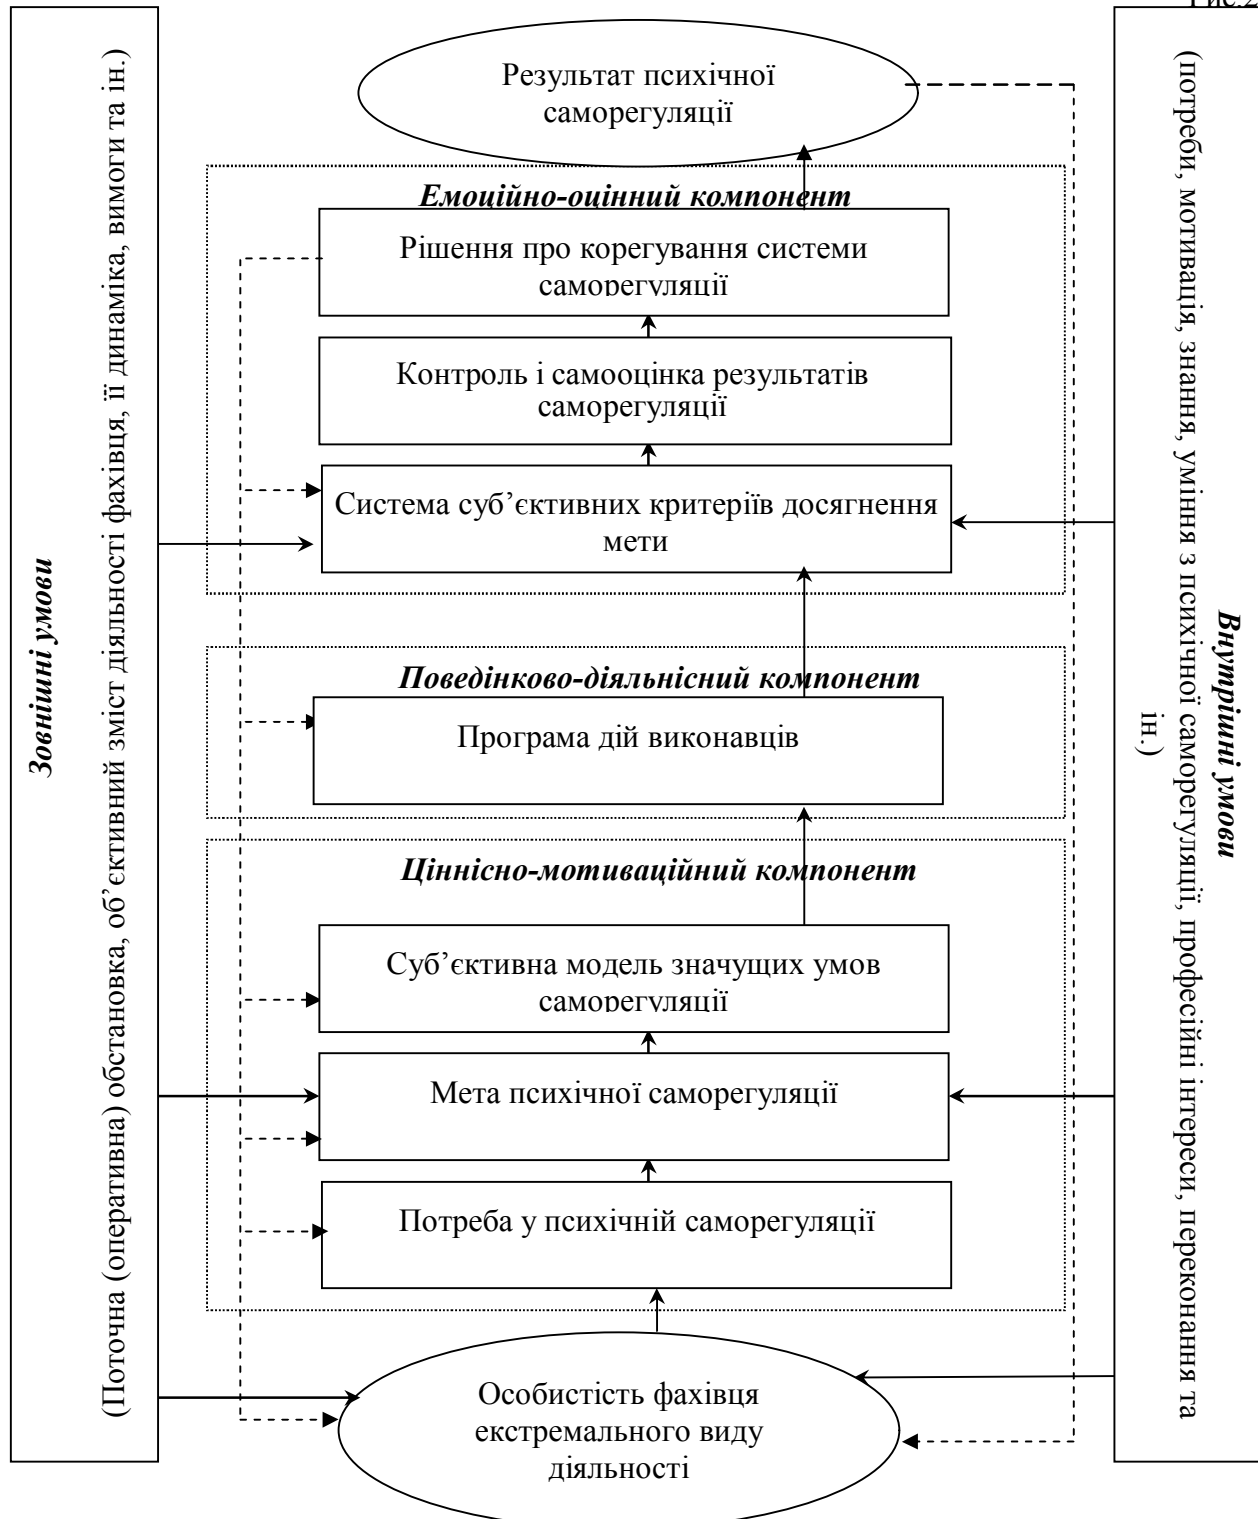 Рис.2
Результат психічної
саморегуляції
Емоційно-оцінний компонент
Рішення про корегування системи
саморегуляції
Контроль і самооцінка результатів
саморегуляції
Система суб’єктивних критеріїв досягнення
мети
Поведінково-діяльнісний компонент
Програма дій виконавців
Ціннісно-мотиваційний компонент
Суб’єктивна модель значущих умов
саморегуляції
Мета психічної саморегуляції
Потреба у психічній саморегуляції
Особистість фахівця
екстремального виду
діяльності
Зовнішні умови
(Поточна (оперативна) обстановка, об’єктивний зміст діяльності фахівця, її динаміка, вимоги та ін.)
Внутрішні умови
(потреби, мотивація, знання, уміння з психічної саморегуляції, професійні інтереси, переконання та
ін.)